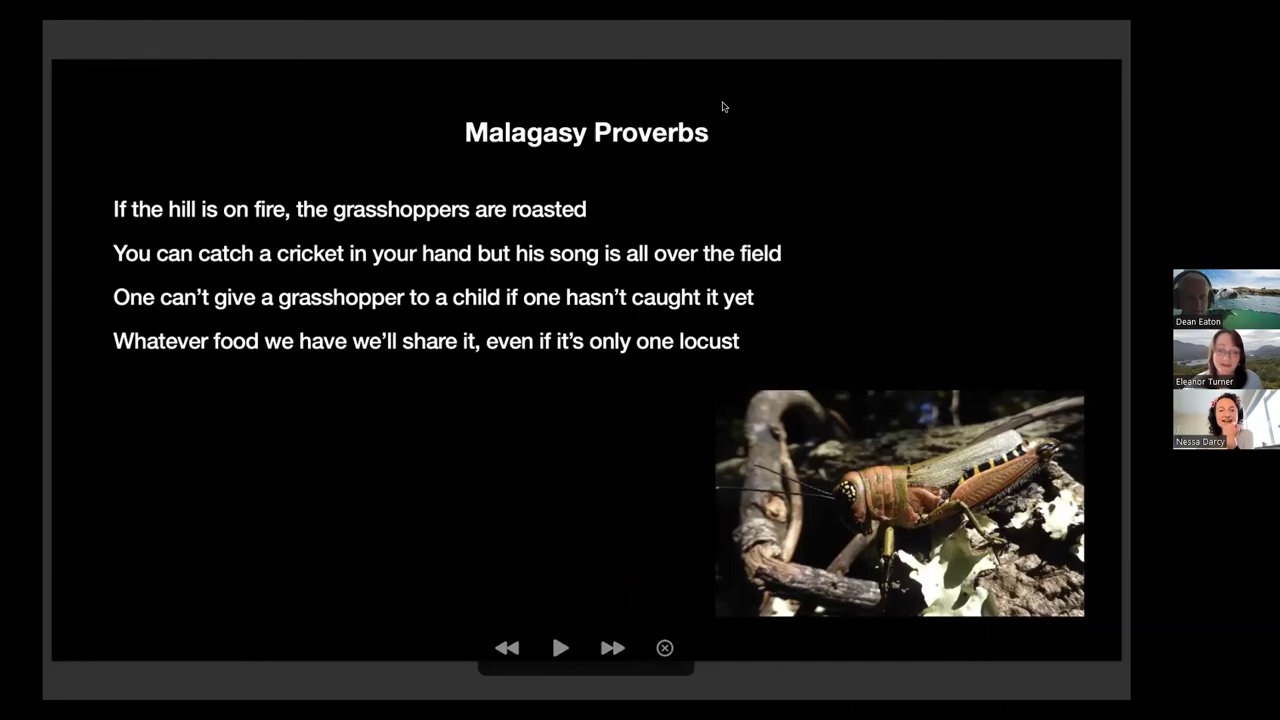 Malagasy Proverbs
If the hill is on fire, the grasshoppers are roasted
You can catch a cricket in your hand but his song is all over the field
One can’t give a grasshopper to a child if one hasn’t caught it yet
Whatever food we have we’ll share it, even if it’s only one locust
Dean Eaton
Eleanor Turner
Nessa Darcy